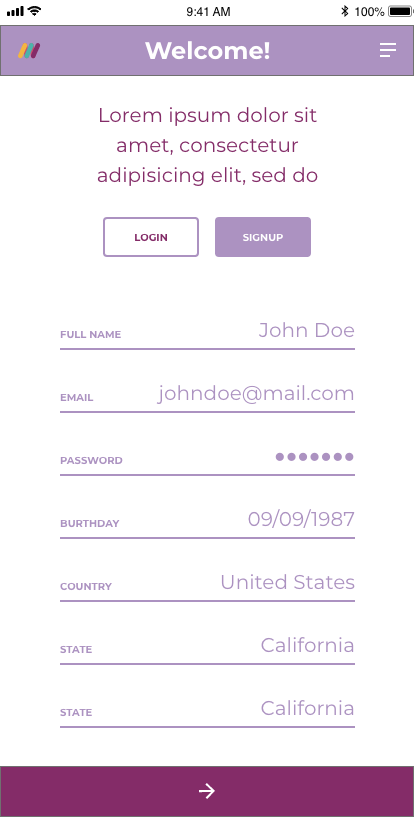 9:41 AM 100%
Welcome!
Lorem ipsum dolor sit
amet, consectetur
adipisicing elit, sed do
LOGIN SIGNUP
FULL NAME John Doe
EMAIL johndoe@mail.com
PASSWORD ●●●●●●●
BURTHDAY 09/09/1987
COUNTRY United States
STATE California
STATE California